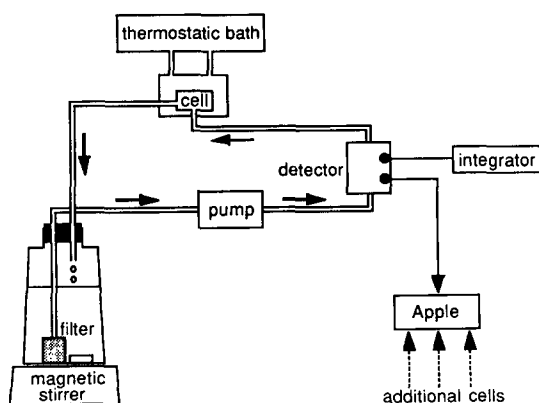 thermostatic bath
cell
detector
integrator
pump
Apple
filter
magnetic
stirrer
additional cells